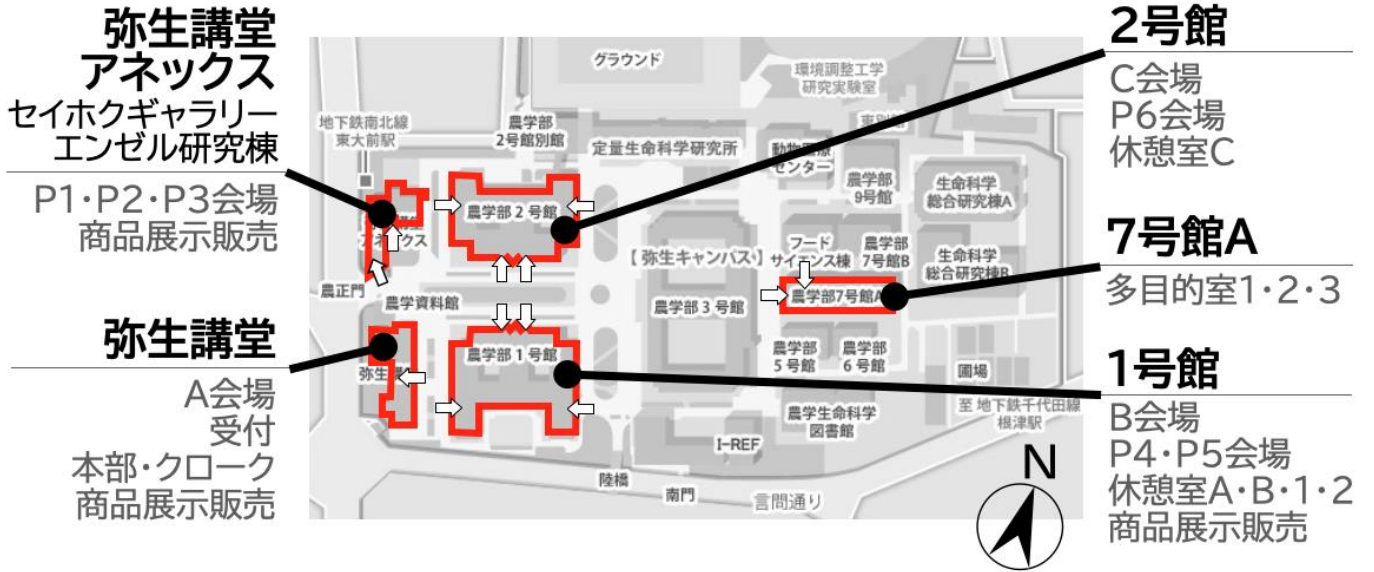 弥生講堂
アネックス
セイホクギャラリー
エンゼル研究棟
P1・P2・P3会場
商品展示販売
弥生講堂
A会場
受付
本部・クローク
商品展示販売
2号館
C会場
P6会場
休憩室C
7号館A
多目的室1・2・3
1号館
B会場
P4・P5会場
休憩室A・B・1・2
商品展示販売
グラウンド
環境調整工学
研究実験室
地下鉄南北線
東大前駅
農学部
2号館別館
定量生命科学研究所
センター
農学部
9号館
生命科学
総合研究棟A
農学部 2 号館
アネックス
【 弥生キャンパス 】
フード
サイエンス棟
農学部
7号館B
生命科学
総合研究棟B
農正門
農学資料館
農学部 3 号館
農学部7号館A
農学部 1 号館
農学部
5 号館
農学部
6 号館
圃場
至 地下鉄千代田線
根津駅
農学生命科学
図書館
I-REF
陸橋
南門
言問通り
N